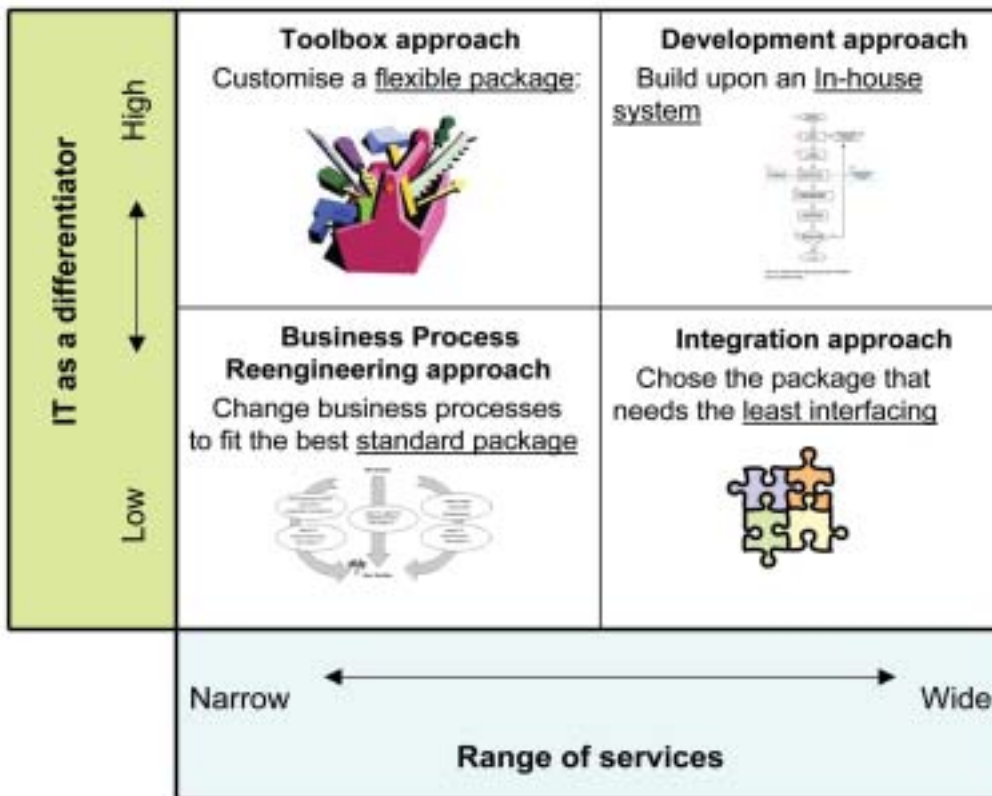 Toolbox approach
Customise a flexible package:
Development approach
Build upon an In-house
system
High
IT as a differentiator
Low
Business Process
Reengineering approach
Change business processes
to fit the best standard package
Integration approach
Chose the package that
needs the least interfacing
Narrow
Wide
Range of services